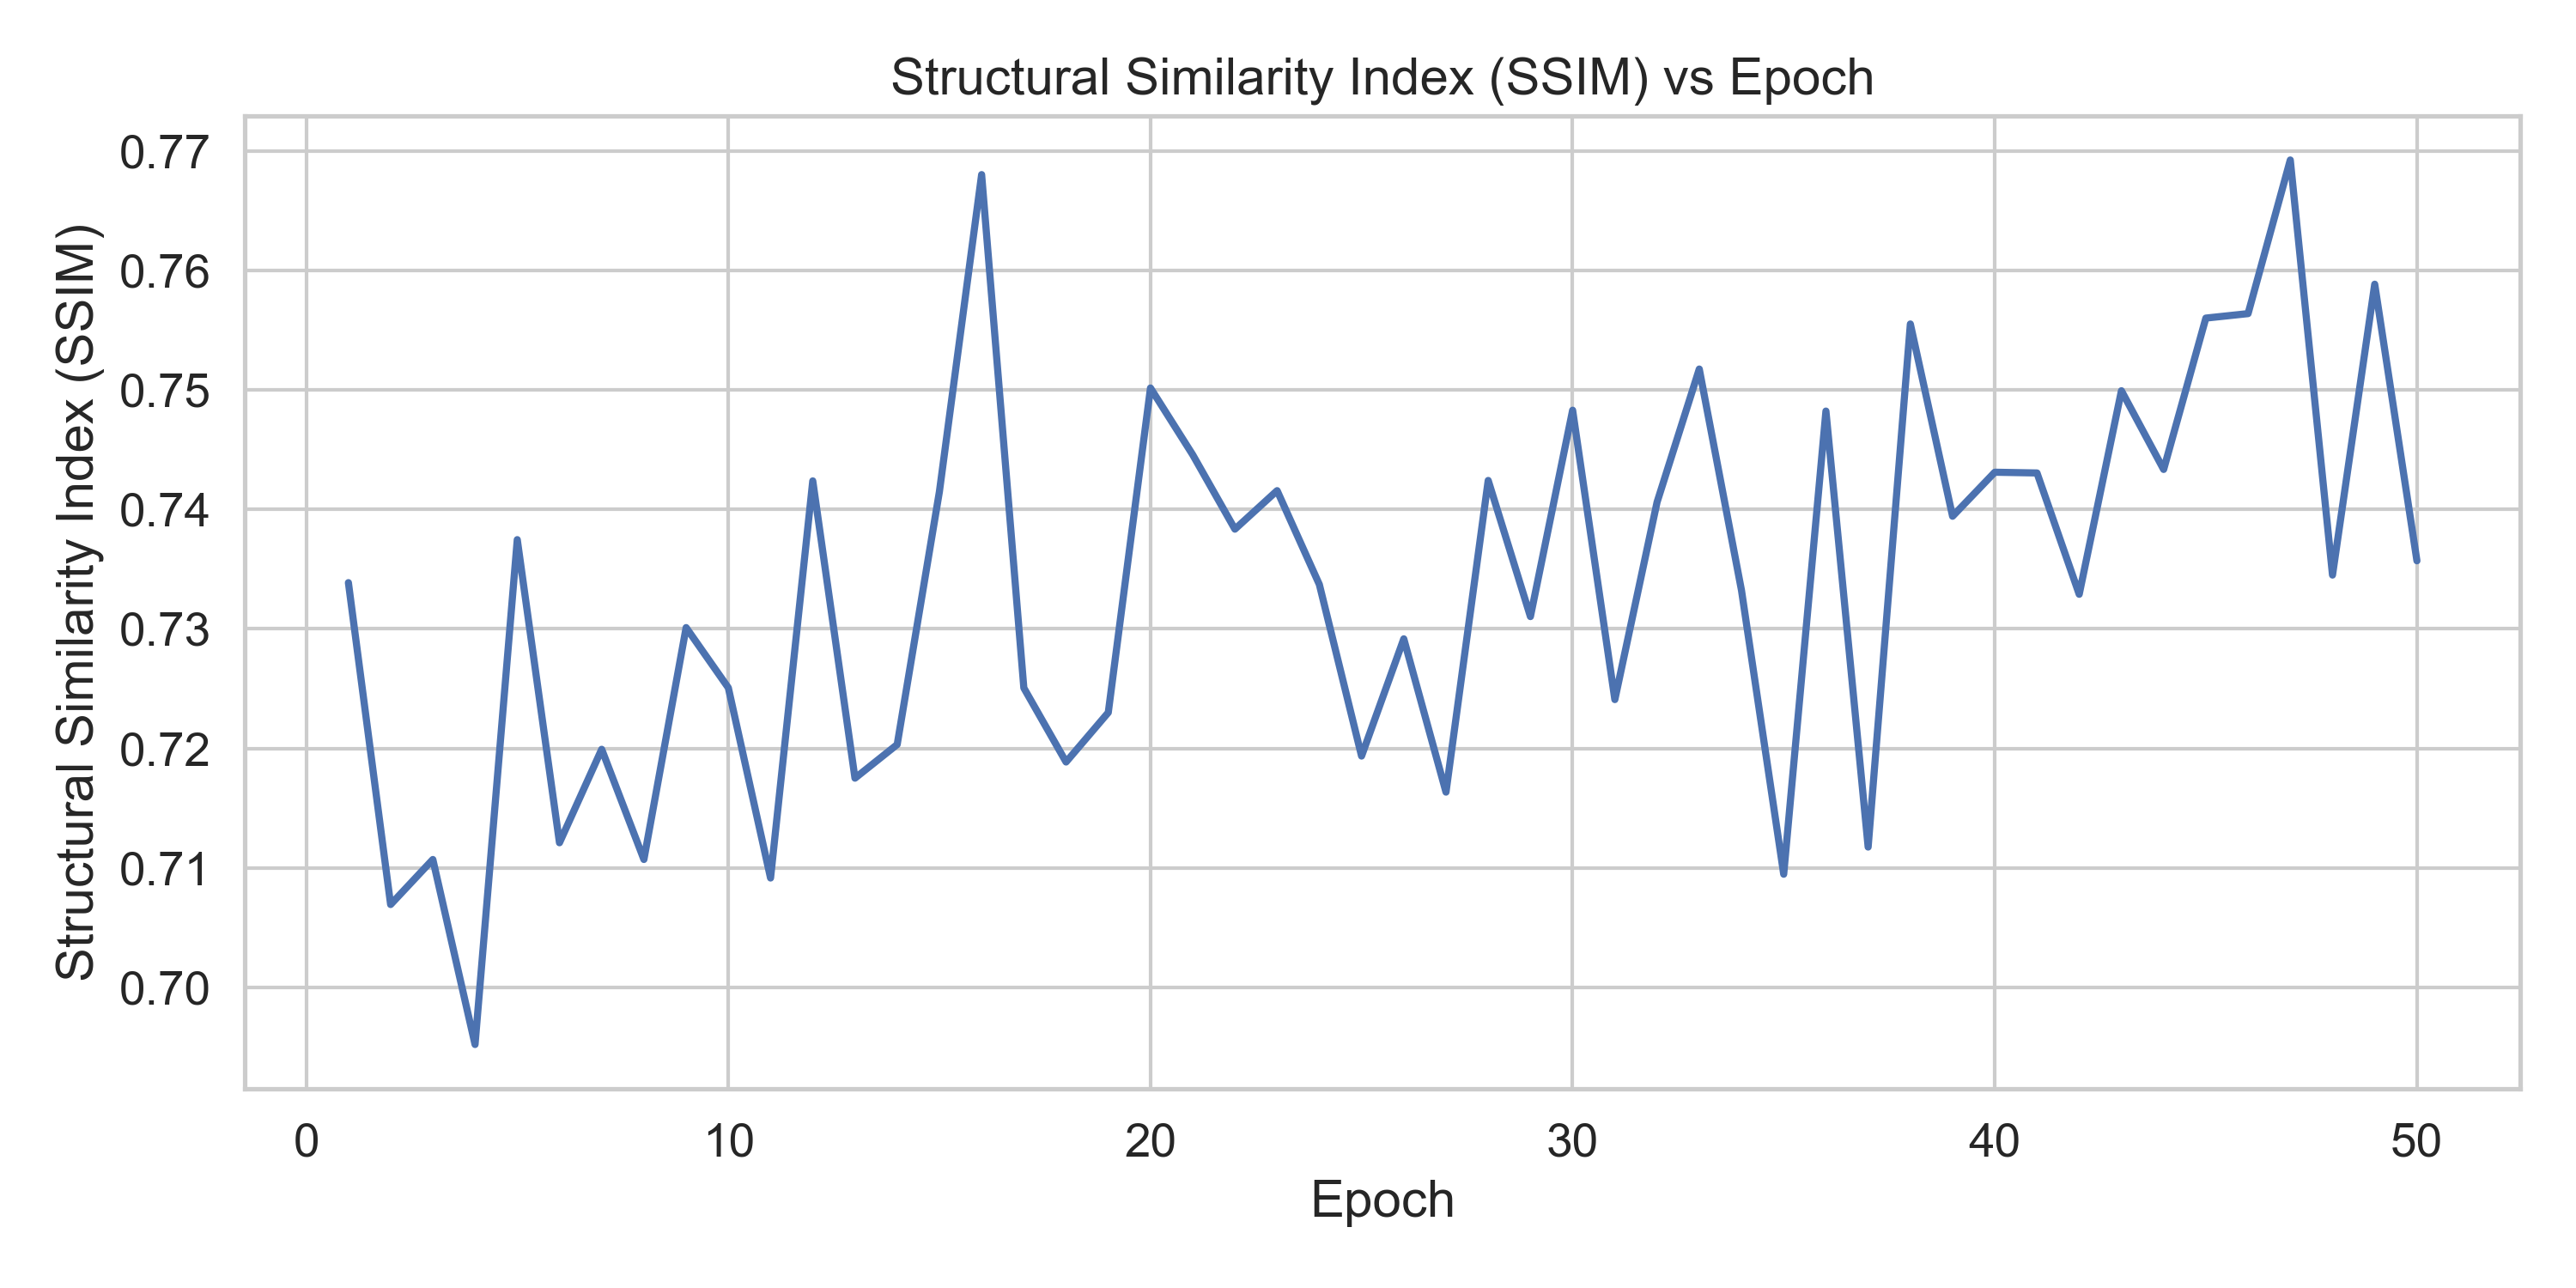 Structural Similarity Index (SSIM) vs Epoch
Structural Similarity Index (SSIM)
0.77
0.76
0.75
0.74
0.73
0.72
0.71
0.70
0 10 20 30 40 50
Epoch